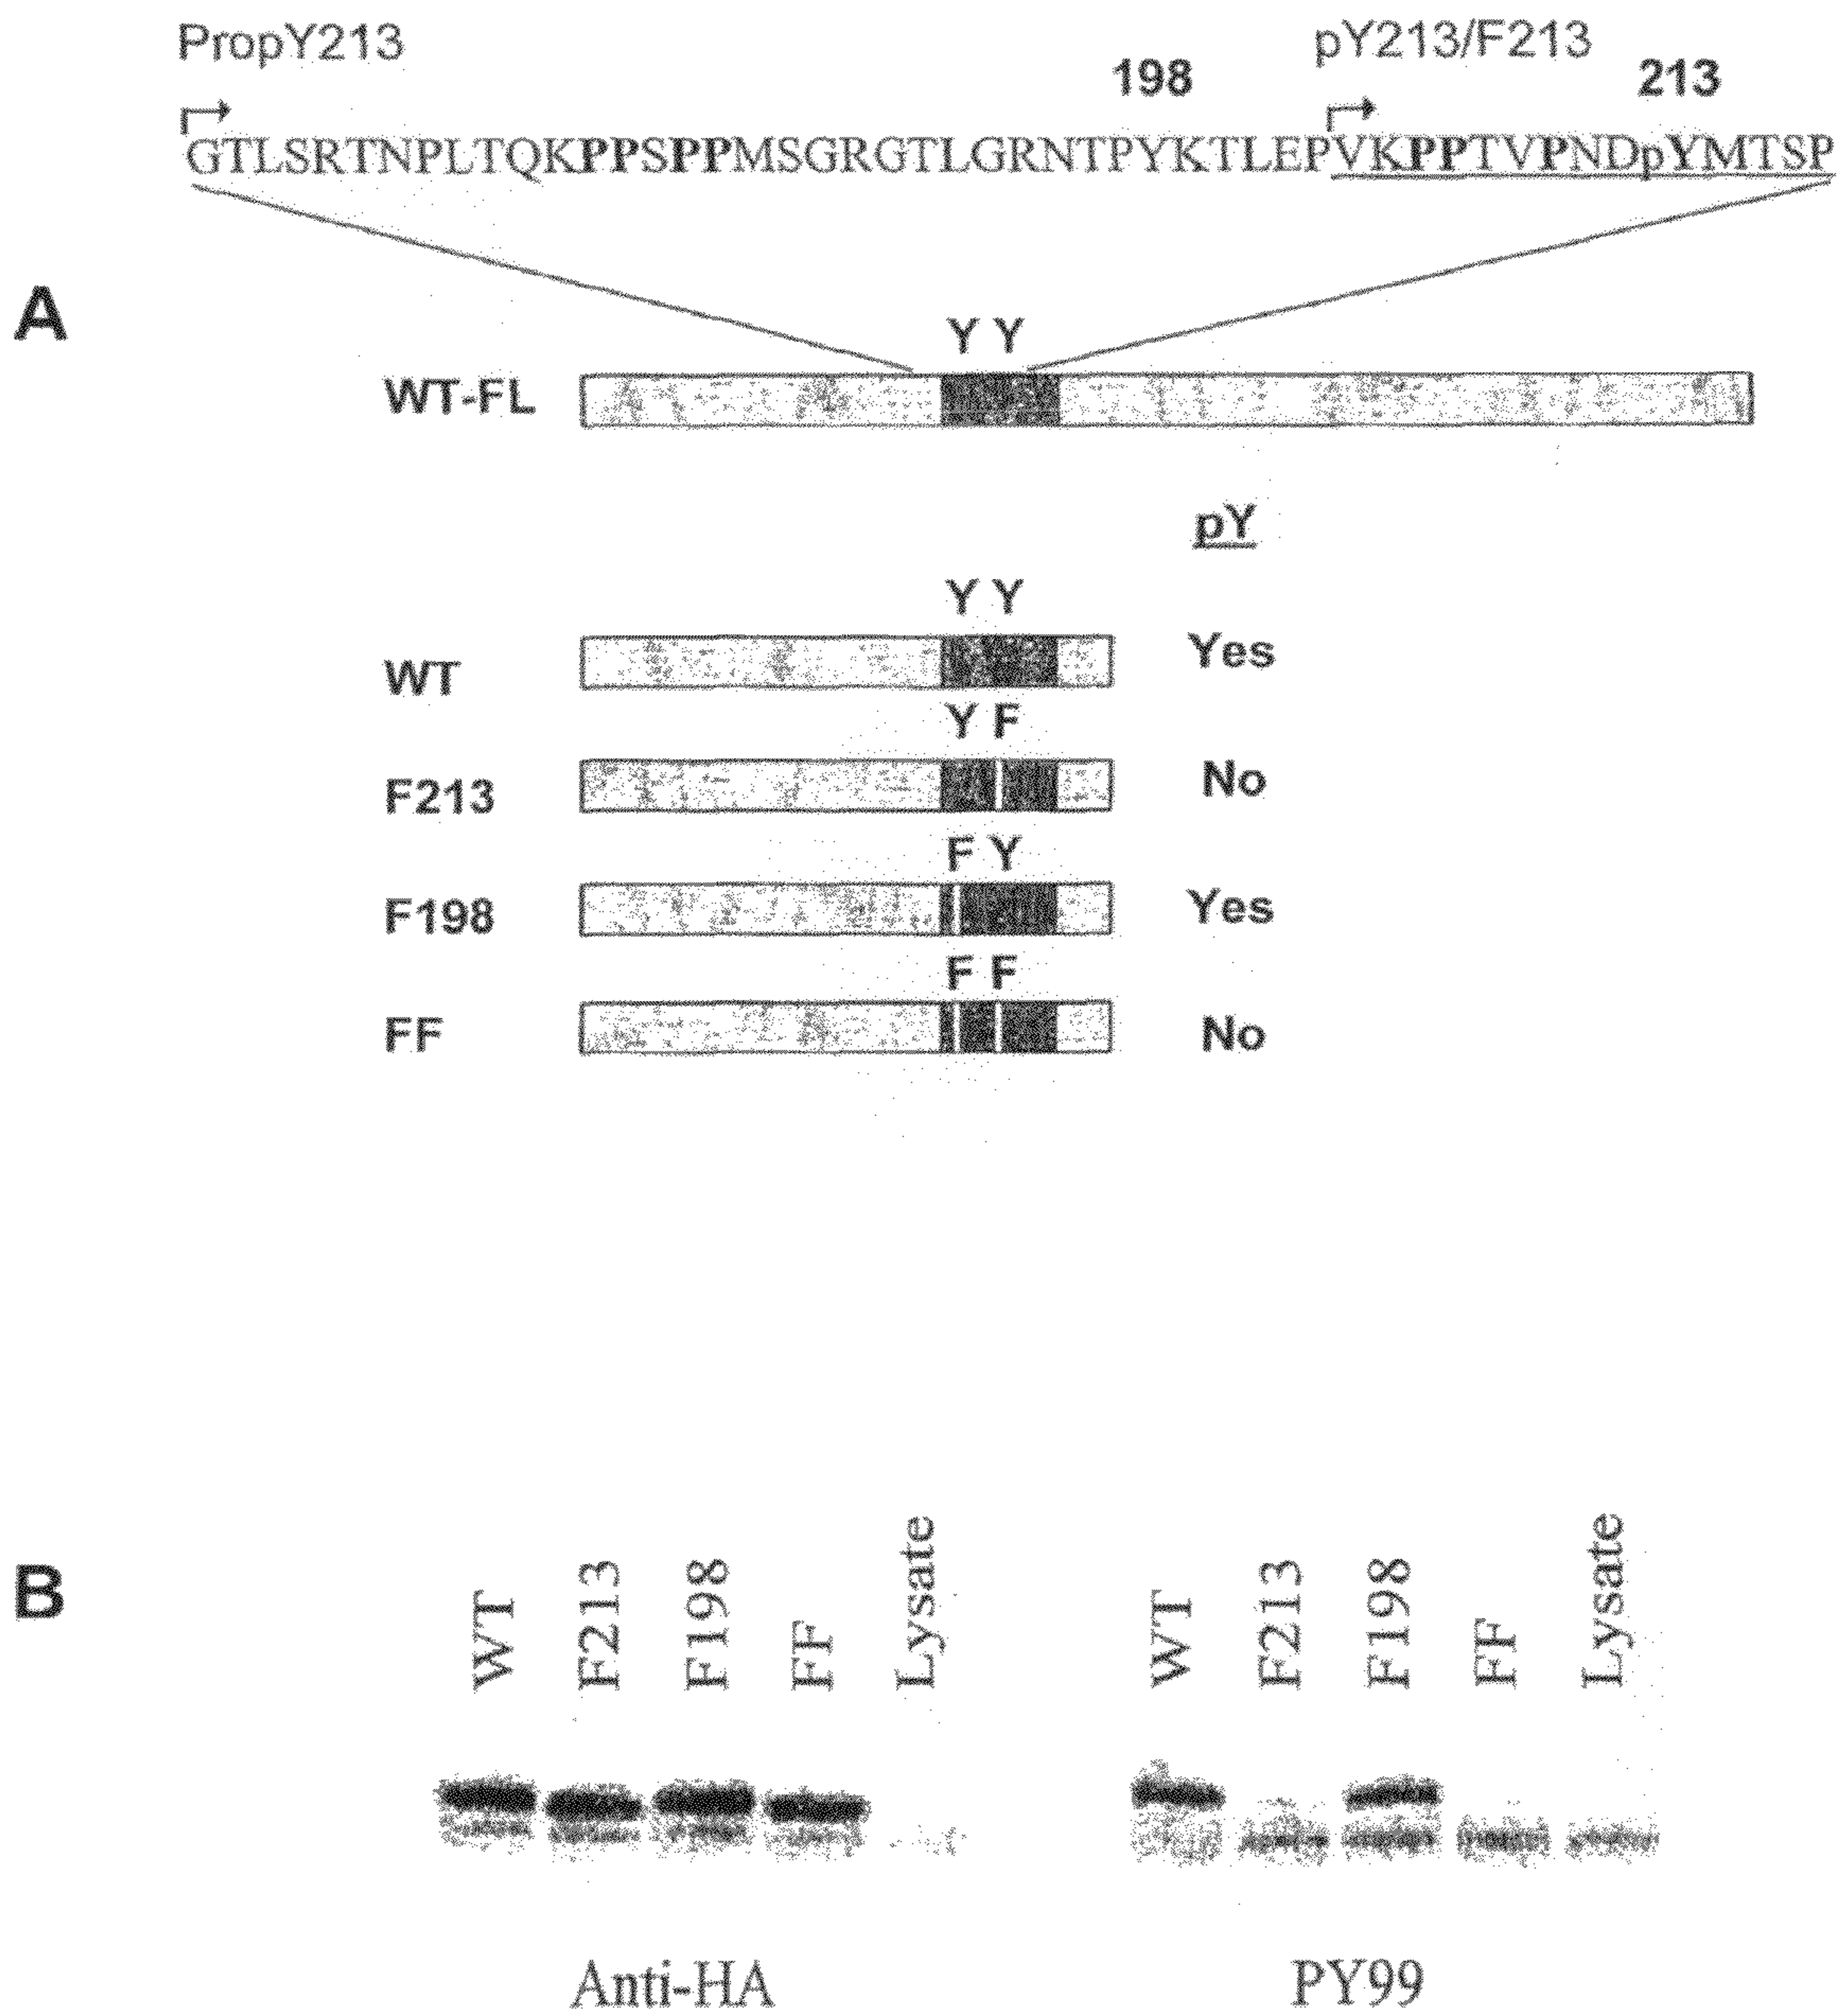 PropY213
pY213/F213
198
213
GTLSRTNPLTQKPPSPPMSGRGTLGRNTPYKTLEPVKPPTVPNDpYMTSP
A
Y Y
WT-FL
pY
Y Y
WT
Yes
Y F
F213
No
F Y
F198
Yes
F F
FF
No
B
WT
F213
F198
FF
Lysate
WT
F213
F198
FF
Lysate
Anti-HA
PY99